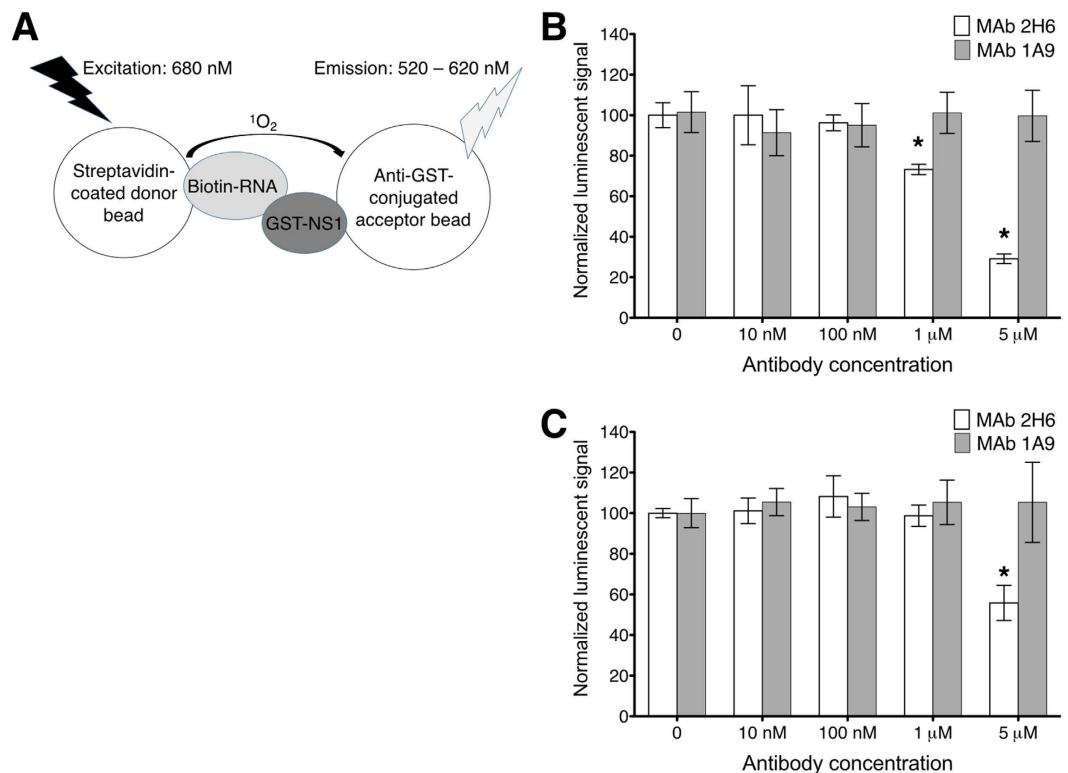 A
Excitation: 680 nM
Emission: 520 – 620 nM
¹O₂
Streptavidin-
coated donor
bead
Biotin-RNA
GST-NS1
Anti-GST-
conjugated
acceptor bead
B
MAb 2H6
MAb 1A9
Normalized luminescent signal
140
120
100
80
60
40
20
0
*
*
0 10 nM 100 nM 1 µM 5 µM
Antibody concentration
C
MAb 2H6
MAb 1A9
Normalized luminescent signal
140
120
100
80
60
40
20
0
*
0 10 nM 100 nM 1 µM 5 µM
Antibody concentration